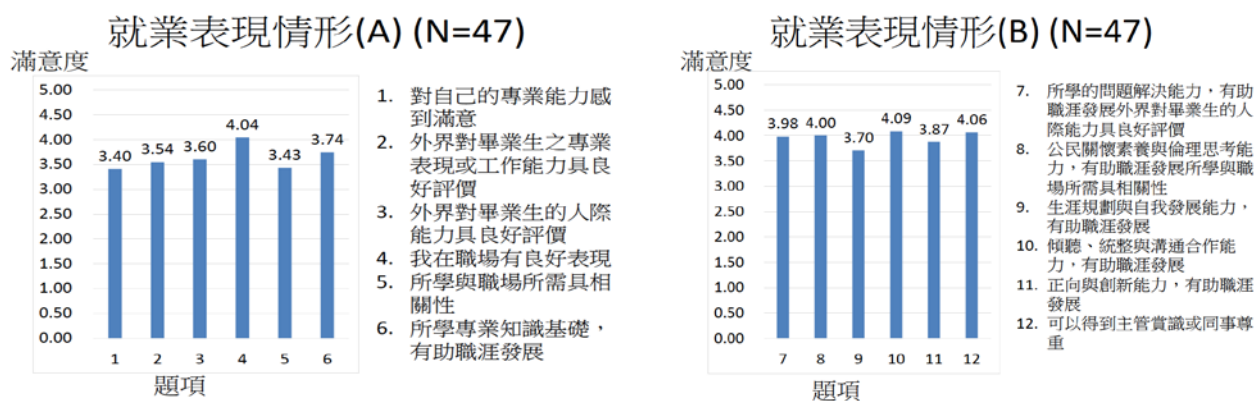 就業表現情形(A) (N=47)
滿意度
5.00
4.50
4.00
3.50
3.00
2.50
2.00
1.50
1.00
0.50
0.00
3.40
3.54
3.60
4.04
3.43
3.74
1 2 3 4 5 6
題項
1. 對自己的專業能力感
到滿意
2. 外界對畢業生之專業
表現或工作能力具良
好評價
3. 外界對畢業生的人際
能力具良好評價
4. 我在職場有良好表現
5. 所學與職場所需具相
關性
6. 所學專業知識基礎，
有助職涯發展
就業表現情形(B) (N=47)
滿意度
5.00
4.50
4.00
3.50
3.00
2.50
2.00
1.50
1.00
0.50
0.00
3.98
4.00
3.70
4.09
3.87
4.06
7 8 9 10 11 12
題項
7. 所學的問題解決能力，有助
職涯發展外界對畢業生的人
際能力具良好評價
8. 公民關懷素養與倫理思考能
力，有助職涯發展所學與職
場所需具相關性
9. 生涯規劃與自我發展能力，
有助職涯發展
10. 傾聽、統整與溝通合作能
力，有助職涯發展
11. 正向與創新能力，有助職涯
發展
12. 可以得到主管賞識或同事尊
重